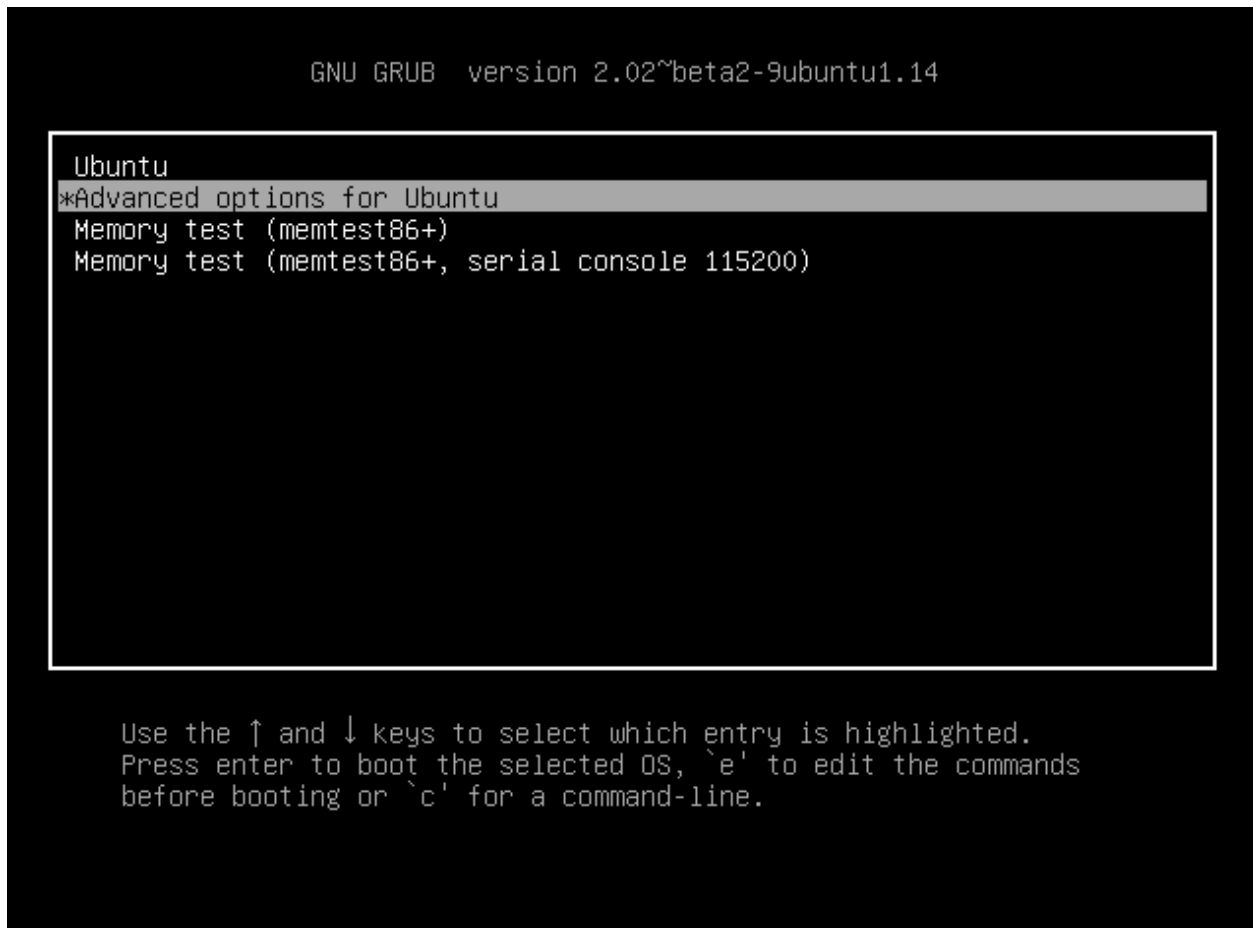 GNU GRUB  version 2.02~beta2-9ubuntu1.14
Ubuntu
*Advanced options for Ubuntu
Memory test (memtest86+)
Memory test (memtest86+, serial console 115200)
Use the ↑ and ↓ keys to select which entry is highlighted.
Press enter to boot the selected OS, `e' to edit the commands
before booting or `c' for a command-line.